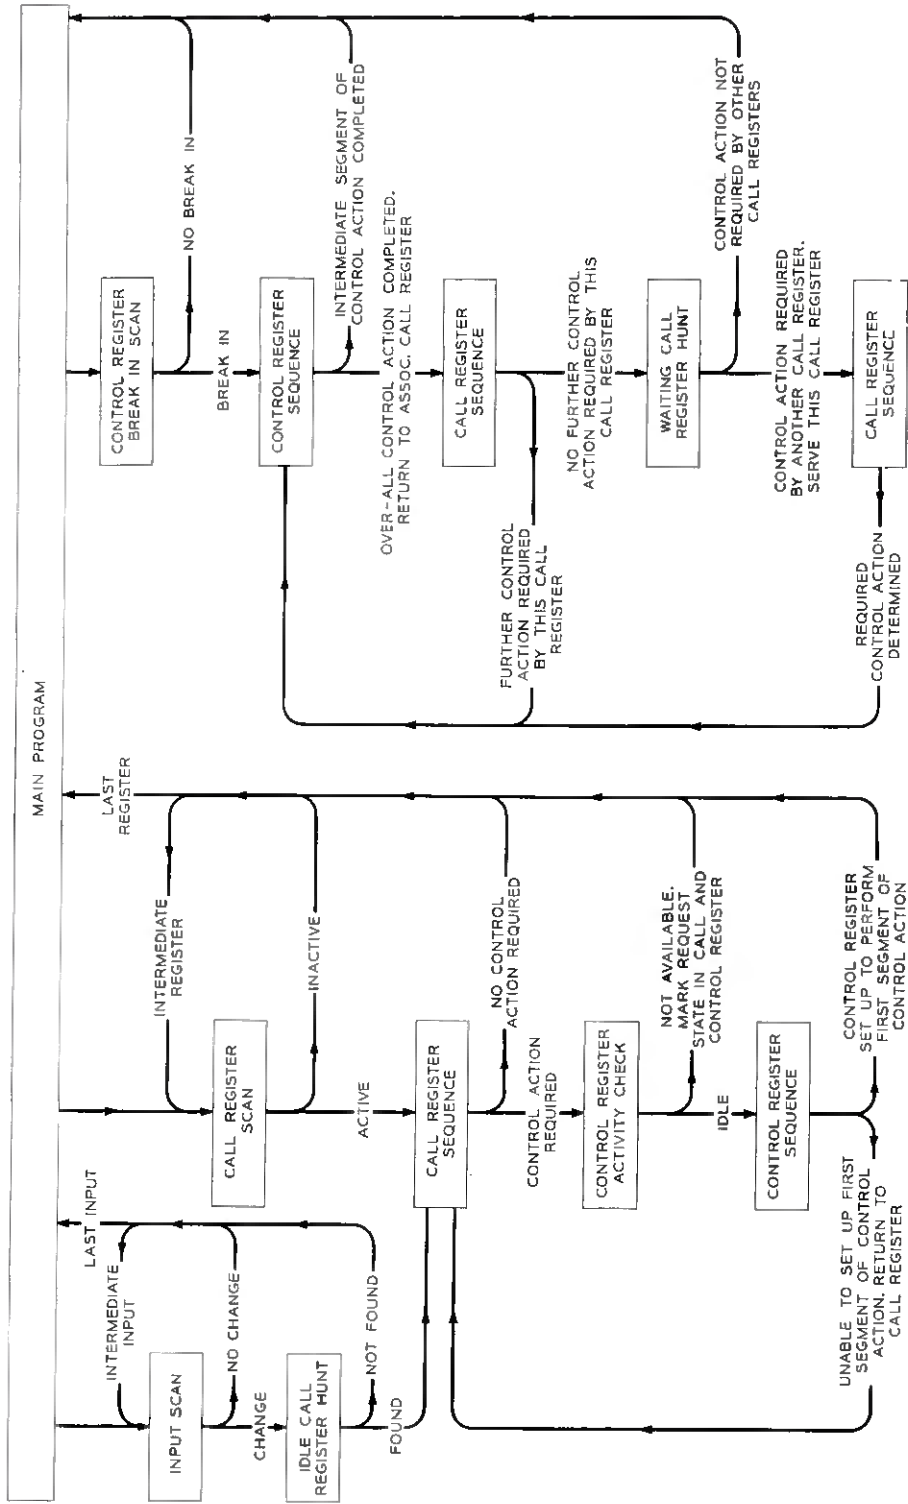 MAIN PROGRAM
LAST INPUT
INTERMEDIATE
INPUT
INPUT SCAN
NO CHANGE
CHANGE
IDLE CALL
REGISTER HUNT
NOT FOUND
FOUND
LAST
REGISTER
INTERMEDIATE
REGISTER
CALL REGISTER
SCAN
INACTIVE
ACTIVE
CALL REGISTER
SEQUENCE
NO CONTROL
ACTION REQUIRED
CONTROL ACTION
REQUIRED
CONTROL REGISTER
ACTIVITY CHECK
NOT AVAILABLE.
MARK REQUEST
STATE IN CALL AND
CONTROL REGISTER
IDLE
CONTROL REGISTER
SEQUENCE
UNABLE TO SET UP FIRST
SEGMENT OF CONTROL
ACTION. RETURN TO
CALL REGISTER
CONTROL REGISTER
SET UP TO PERFORM
FIRST SEGMENT OF
CONTROL ACTION
CONTROL REGISTER
BREAK IN SCAN
NO BREAK IN
BREAK IN
CONTROL REGISTER
SEQUENCE
INTERMEDIATE SEGMENT OF
CONTROL ACTION COMPLETED
OVER-ALL CONTROL ACTION COMPLETED.
RETURN TO ASSOC. CALL REGISTER
CALL REGISTER
SEQUENCE
FURTHER CONTROL
ACTION REQUIRED
BY THIS CALL
REGISTER
NO FURTHER CONTROL
ACTION REQUIRED BY THIS
CALL REGISTER
WAITING CALL
REGISTER HUNT
CONTROL ACTION NOT
REQUIRED BY OTHER
CALL REGISTERS
CONTROL ACTION REQUIRED
BY ANOTHER CALL REGISTER.
SERVE THIS CALL REGISTER
CALL REGISTER
SEQUENCE
REQUIRED
CONTROL ACTION
DETERMINED